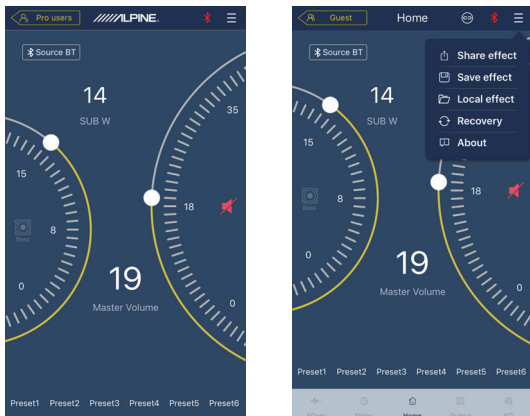 Pro users
ALPINE
Source BT
14
SUB W
35
15
8
18
Bass
0
19
0
Master Volume
Preset1 Preset2 Preset3 Preset4 Preset5 Preset6
Guest
Home
Source BT
Share effect
Save effect
Local effect
Recovery
About
14
SUB W
15
8
18
Bass
0
19
0
Master Volume
Preset1 Preset2 Preset3 Preset4 Preset5 Preset6
Home